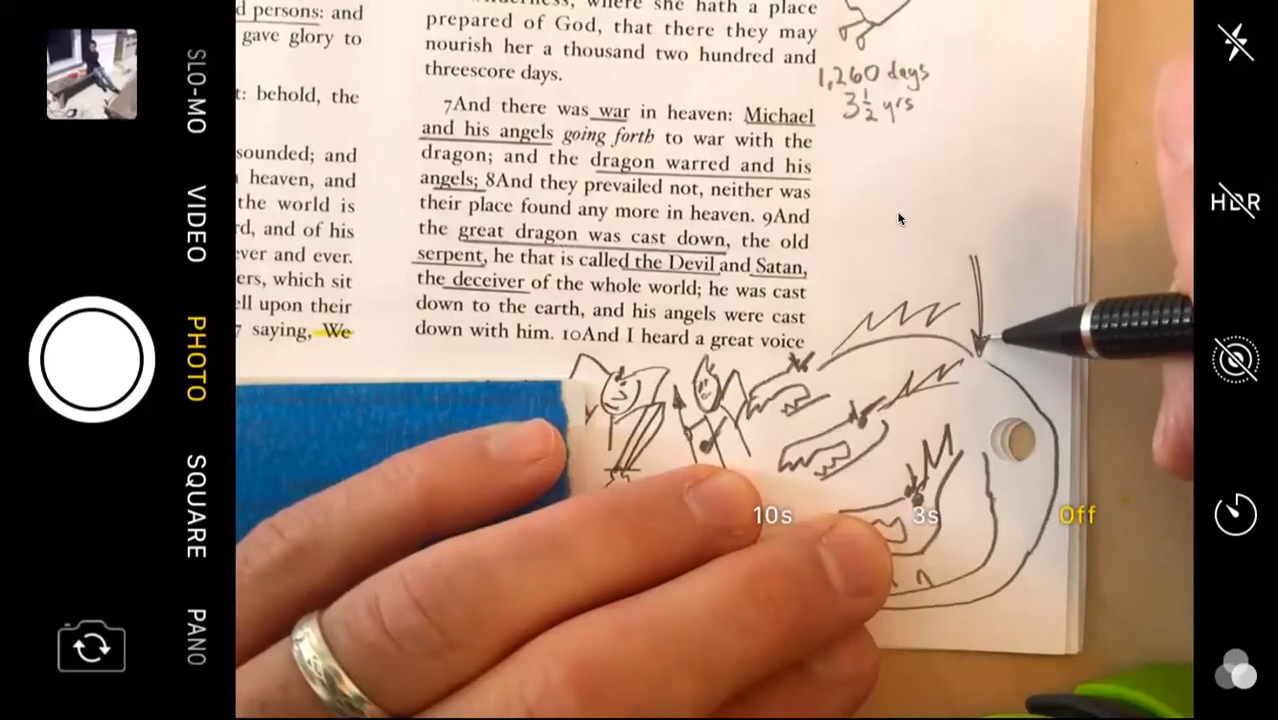 d persons: and
gave glory to
t: behold, the
sounded; and
heaven, and
the world is
rd, and of his
ever and ever.
ers, which sit
ell upon their
7 saying, We
where she hath a place
prepared of God, that there they may
nourish her a thousand two hundred and
threescore days.
7And there was war in heaven: Michael
and his angels going forth to war with the
dragon; and the dragon warred and his
angels; 8And they prevailed not, neither was
their place found any more in heaven. 9And
the great dragon was cast down, the old
serpent, he that is called the Devil and Satan,
the deceiver of the whole world; he was cast
down to the earth, and his angels were cast
down with him. 10And I heard a great voice
1,260 days
3½ yrs
SLO-MO
VIDEO
PHOTO
SQUARE
PANO
HDR
10s
3s
Off